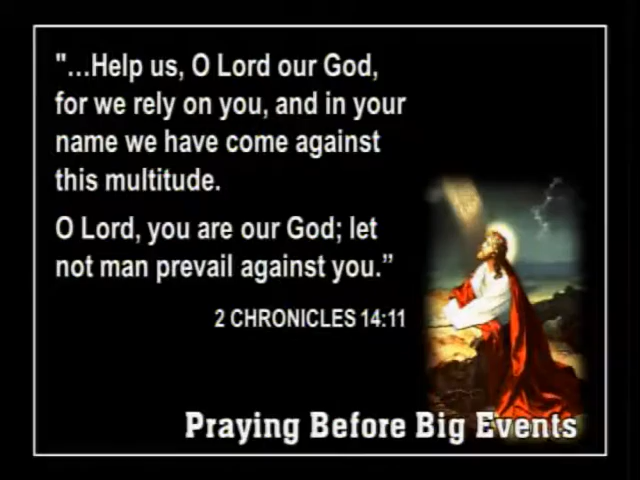 "...Help us, O Lord our God,
for we rely on you, and in your
name we have come against
this multitude.
O Lord, you are our God; let
not man prevail against you.”
2 CHRONICLES 14:11
Praying Before Big Events